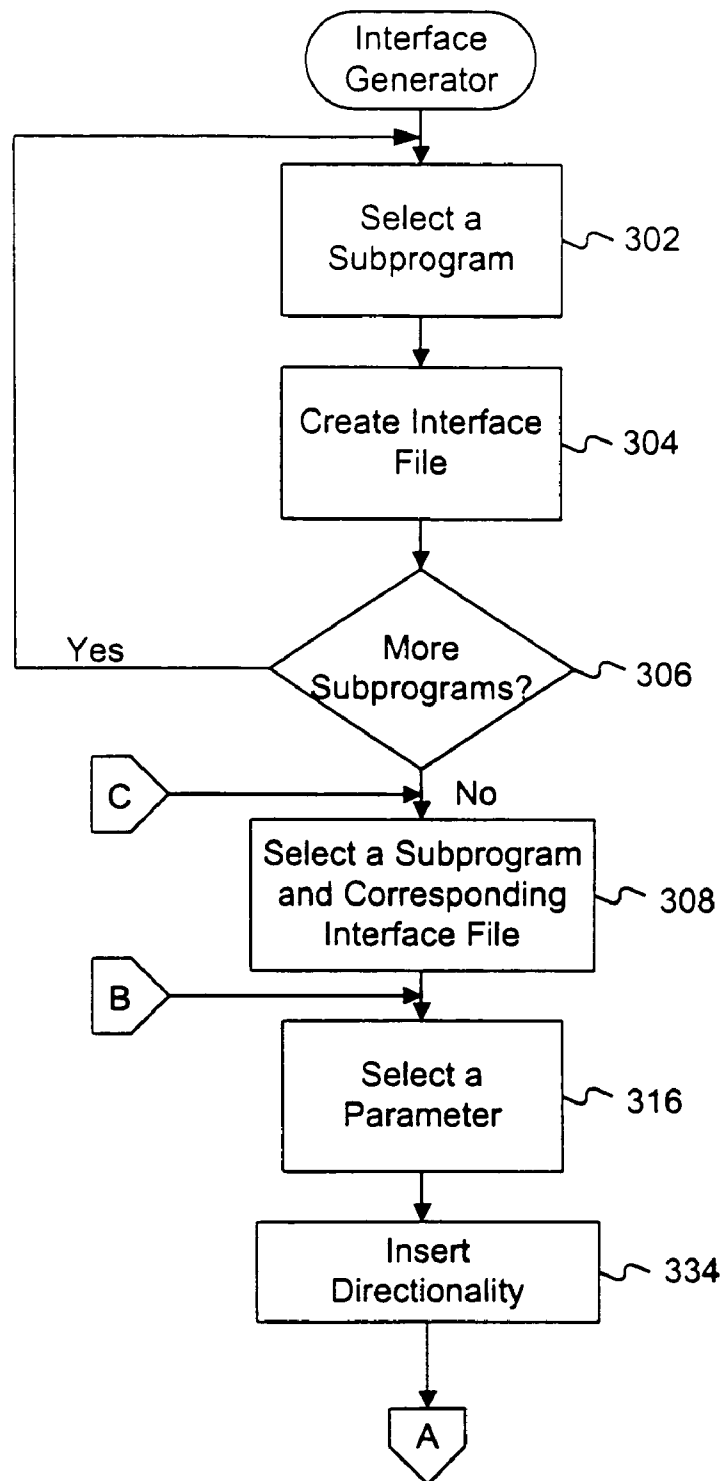 Interface
Generator
Select a
Subprogram
302
Create Interface
File
304
Yes
More
Subprograms?
306
C
No
Select a Subprogram
and Corresponding
Interface File
308
B
Select a
Parameter
316
Insert
Directionality
334
A